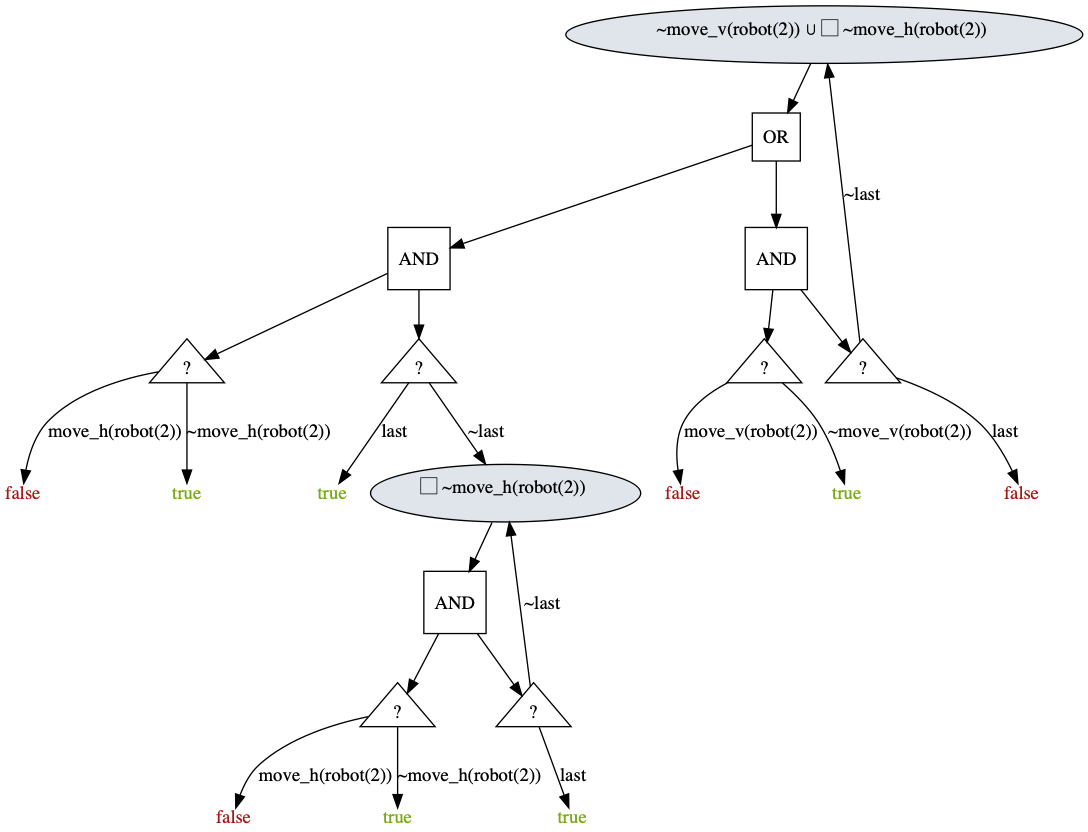 ~move_v(robot(2)) ∪ □ ~move_h(robot(2))
OR
~last
AND
AND
?
?
?
?
move_h(robot(2))
~move_h(robot(2))
last
~last
move_v(robot(2))
~move_v(robot(2))
last
false
true
true
□ ~move_h(robot(2))
false
true
false
AND
~last
?
?
move_h(robot(2))
~move_h(robot(2))
last
false
true
true